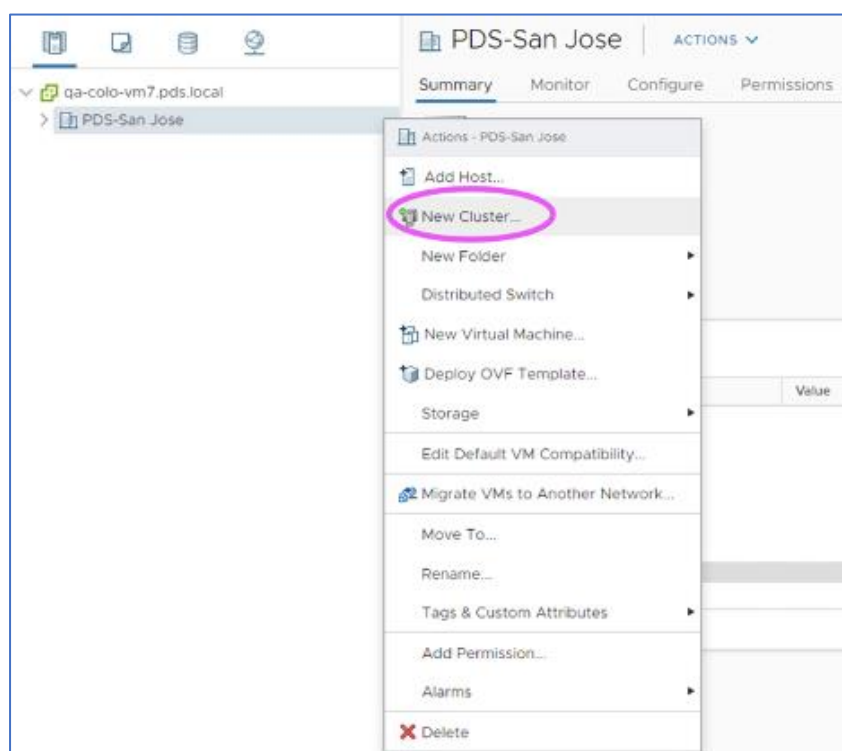 PDS-San Jose
ACTIONS
qa-colo-vm7.pds.local
Summary Monitor Configure Permissions
PDS-San Jose
Actions - PDS-San Jose
Add Host...
New Cluster...
New Folder
Distributed Switch
New Virtual Machine...
Deploy OVF Template...
Value
Storage
Edit Default VM Compatibility...
Migrate VMs to Another Network...
Move To...
Rename...
Tags & Custom Attributes
Add Permission...
Alarms
Delete